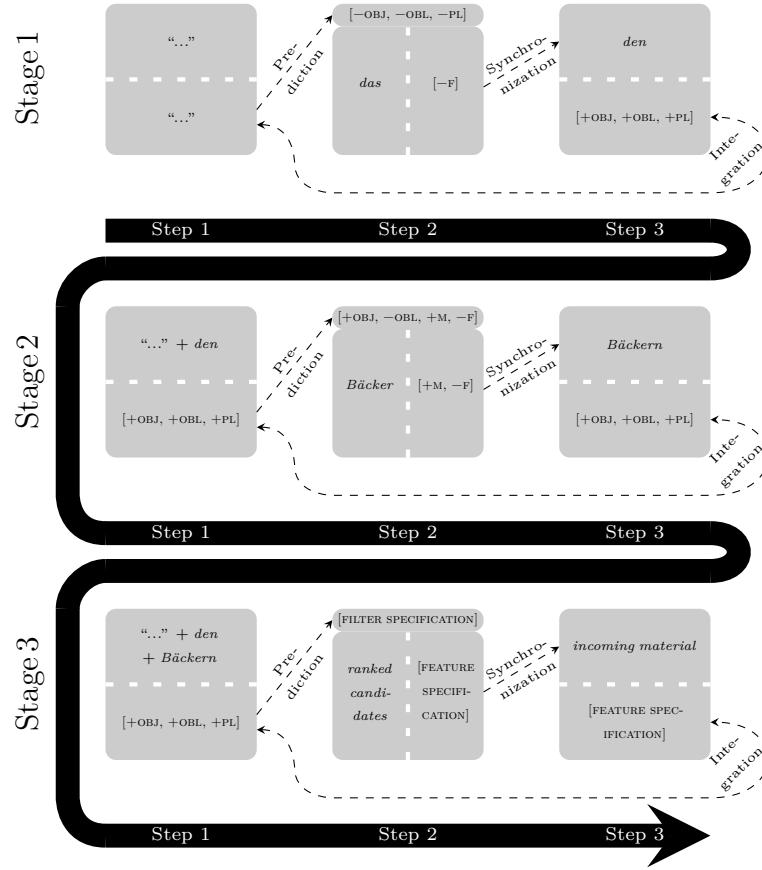 Stage 1
“...”
“...”
Pre-
diction
[−OBJ, −OBL, −PL]
das
[−F]
Synchro-
nization
den
[+OBJ, +OBL, +PL]
Inte-
gration
Step 1
Step 2
Step 3
Stage 2
“...” + den
[+OBJ, +OBL, +PL]
Pre-
diction
[+OBJ, −OBL, +M, −F]
Bäcker
[+M, −F]
Synchro-
nization
Bäckern
[+OBJ, +OBL, +PL]
Inte-
gration
Step 1
Step 2
Step 3
Stage 3
“...” + den
+ Bäckern
[+OBJ, +OBL, +PL]
Pre-
diction
[FILTER SPECIFICATION]
ranked
candi-
dates
[FEATURE
SPECIFI-
CATION]
Synchro-
nization
incoming material
[FEATURE SPEC-
IFICATION]
Inte-
gration
Step 1
Step 2
Step 3